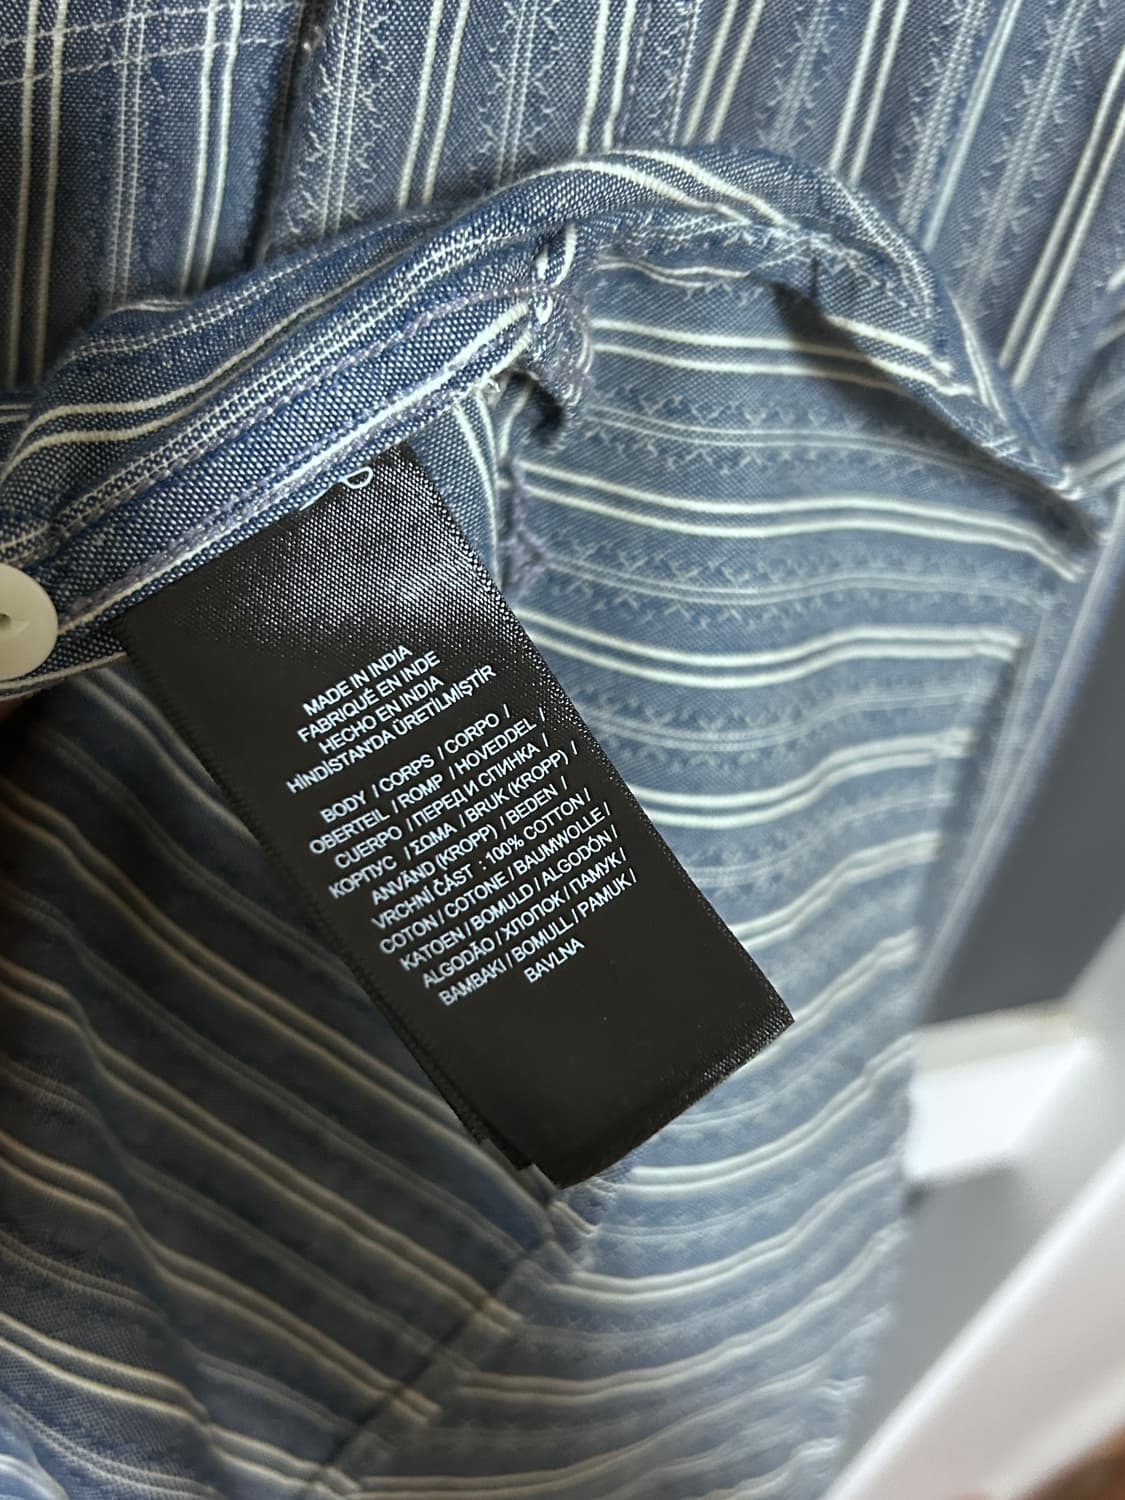 MADE IN INDIA
FABRIQUÉ EN INDE
HECHO EN INDIA
HİNDİSTAN'DA ÜRETİLMİŞTİR
BODY / CORPS / CORPO /
OBERTEIL / ROMP / HOVEDDEL /
CUERPO / ПЕРЕД И СПИНКА /
КОРПУС / ΣΩΜΑ / BRUK (KROPP) /
ANVÄND (KROPP) / BEDEN /
VRCHNÍ ČÁST : 100% COTTON /
COTON / COTONE / BAUMWOLLE /
KATOEN / BOMULD / ALGODÓN /
ALGODÃO / ХЛОПОК / ПАМУК /
BAMBAKI / BOMULL / PAMUK /
BAVLNA